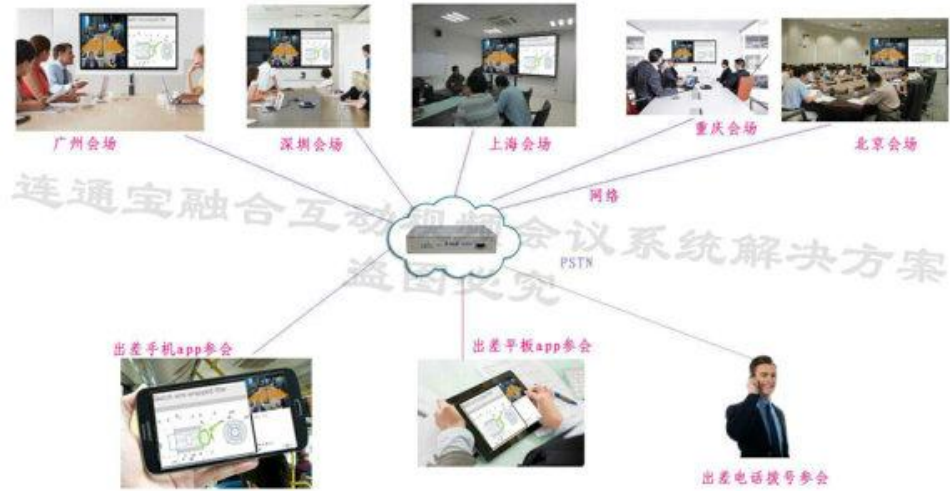 广州会场
深圳会场
上海会场
重庆会场
北京会场
网络
连通宝融合互动视频会议系统解决方案
盗图必究
PSTN
出差手机app参会
出差平板app参会
出差电话拨号参会